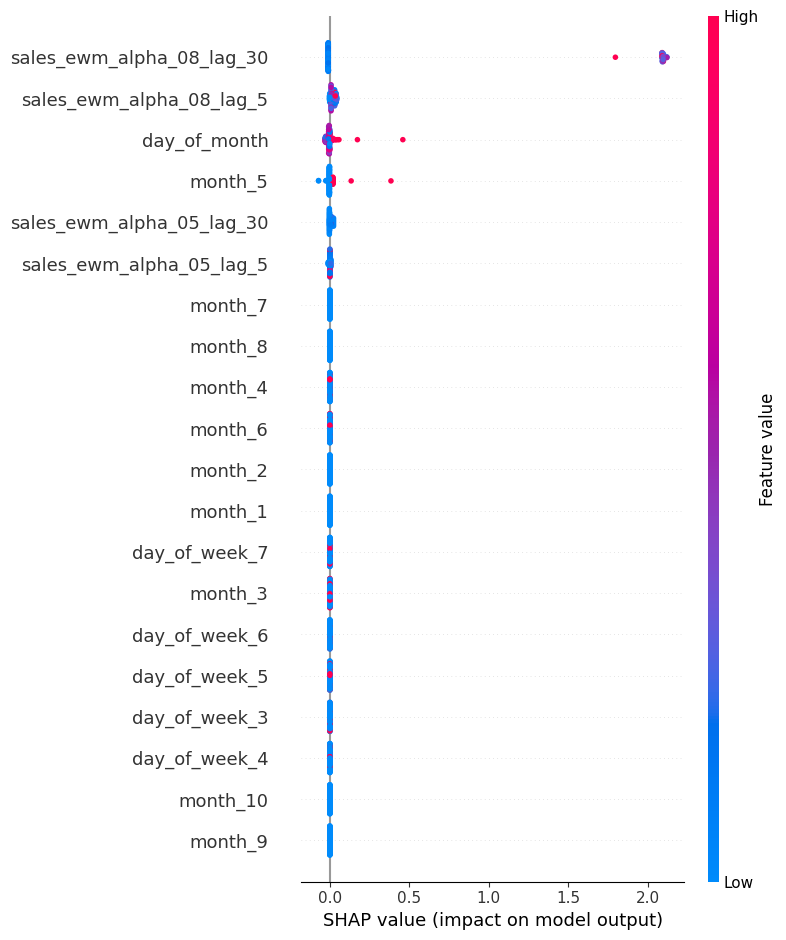 High
sales_ewm_alpha_08_lag_30
sales_ewm_alpha_08_lag_5
day_of_month
month_5
sales_ewm_alpha_05_lag_30
sales_ewm_alpha_05_lag_5
month_7
month_8
month_4
month_6
month_2
month_1
day_of_week_7
month_3
day_of_week_6
day_of_week_5
day_of_week_3
day_of_week_4
month_10
month_9
Feature value
Low
0.0 0.5 1.0 1.5 2.0
SHAP value (impact on model output)